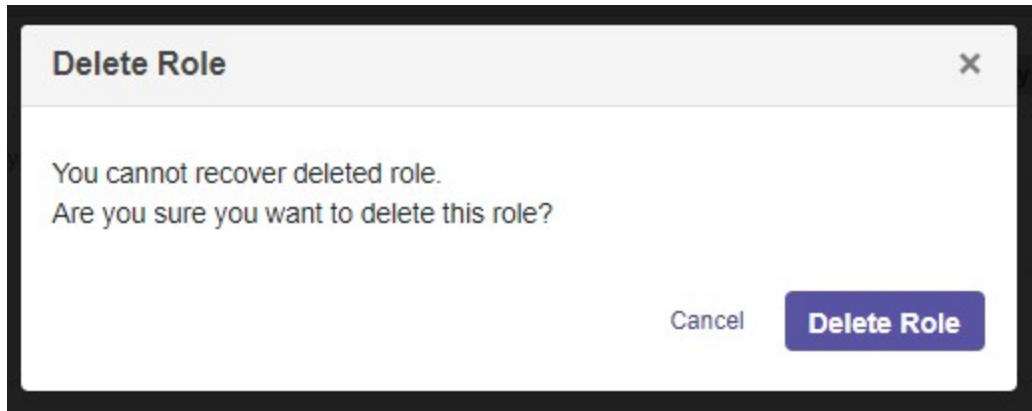 Delete Role
You cannot recover deleted role.
Are you sure you want to delete this role?
Cancel
Delete Role